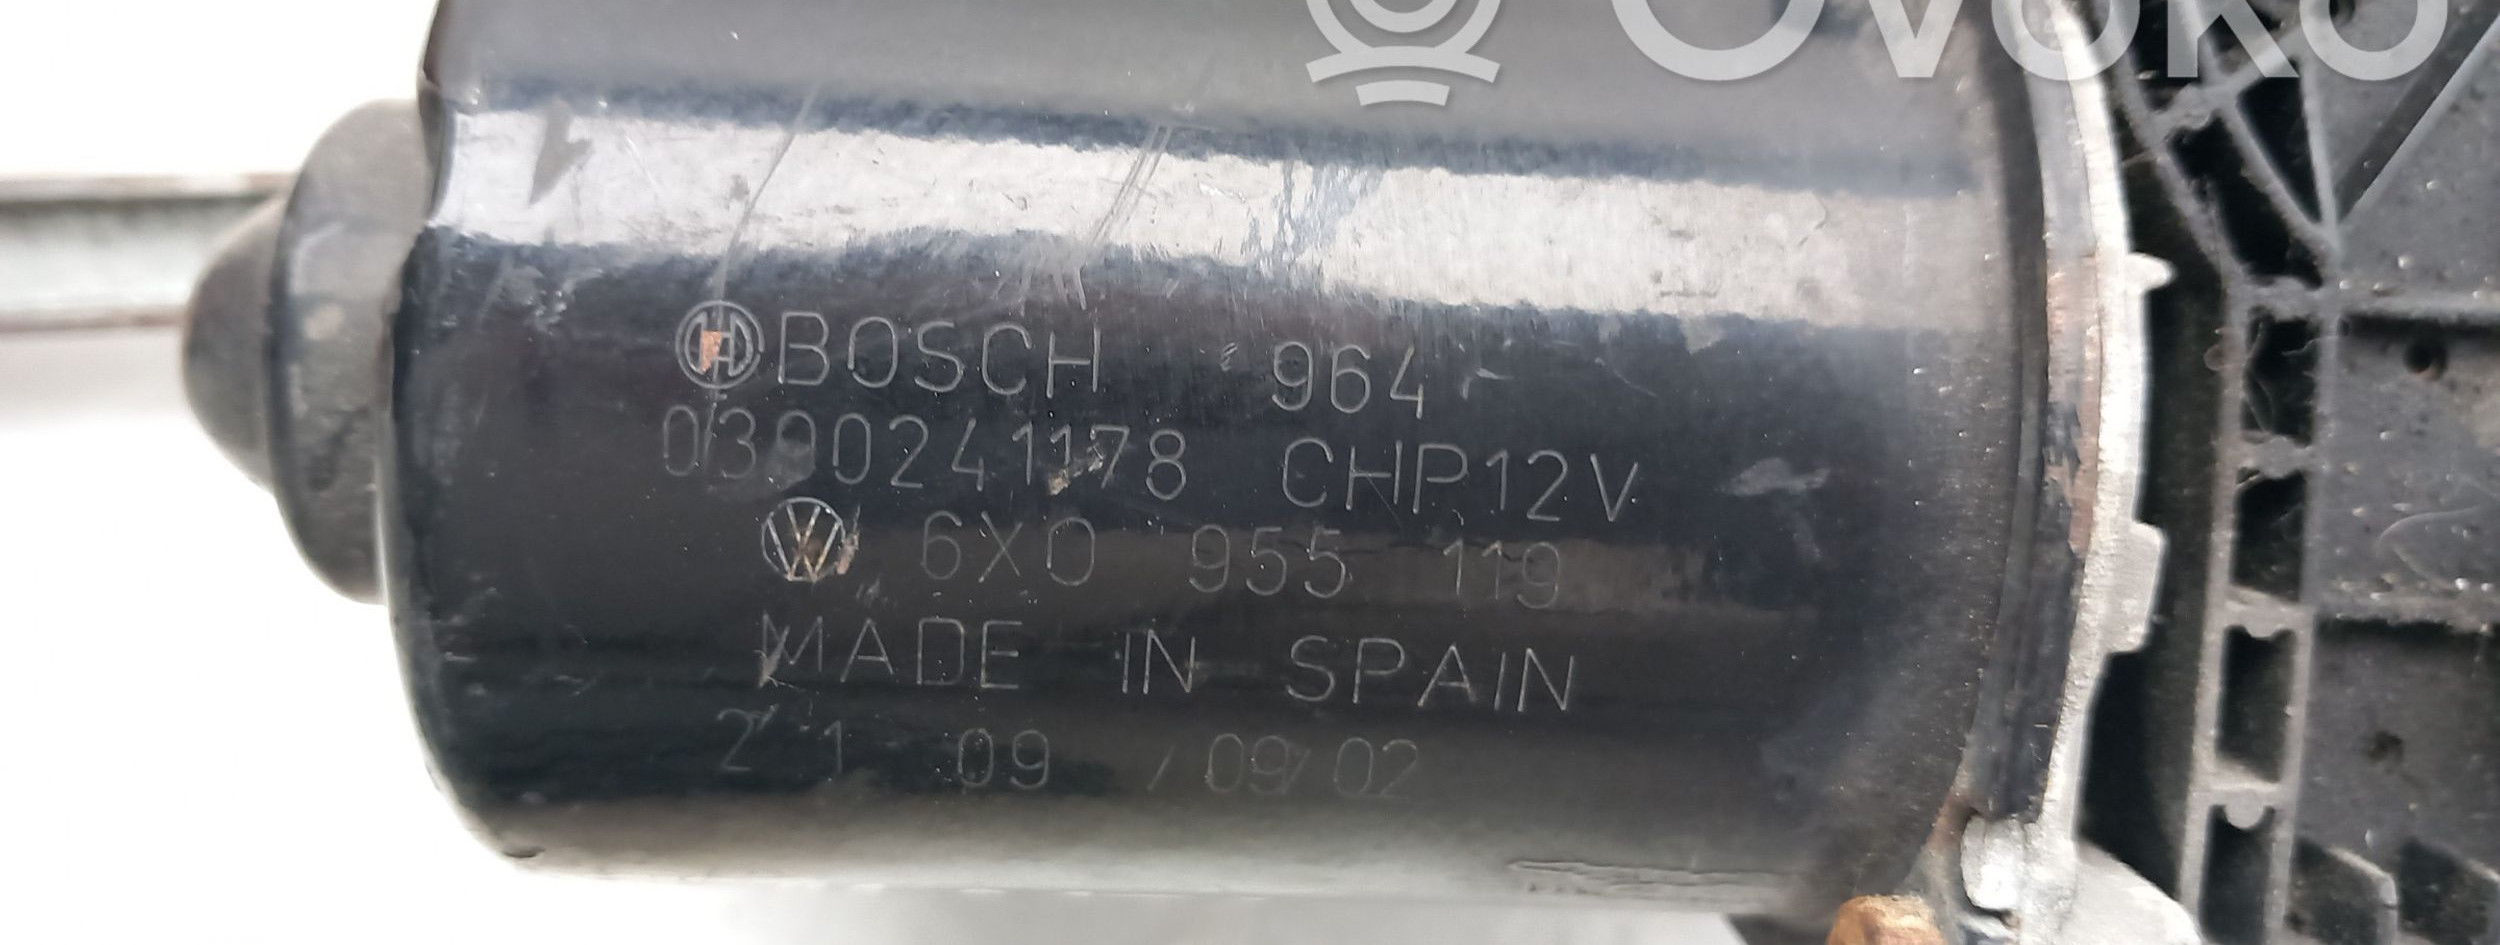 Ovoko
BOSCH 964
0390241178 CHP12V
6X0 955 119
MADE IN SPAIN
21 09 /09/02